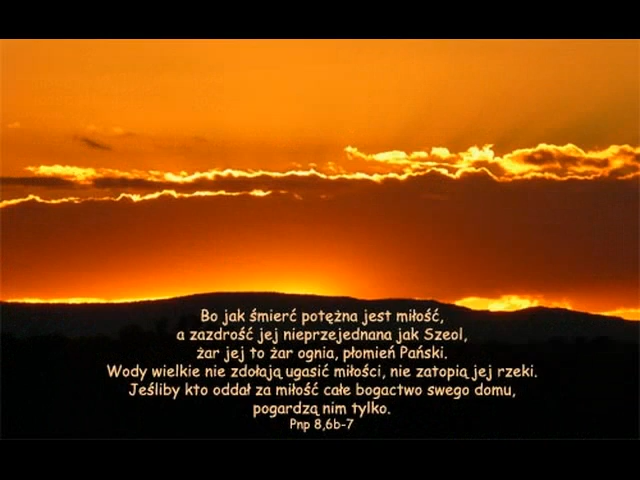 Bo jak śmierć potężna jest miłość,
a zazdrość jej nieprzejednana jak Szeol,
żar jej to żar ognia, płomień Pański.
Wody wielkie nie zdołają ugasić miłości, nie zatopią jej rzeki.
Jeśliby kto oddał za miłość całe bogactwo swego domu,
pogardzą nim tylko.
Pnp 8,6b-7